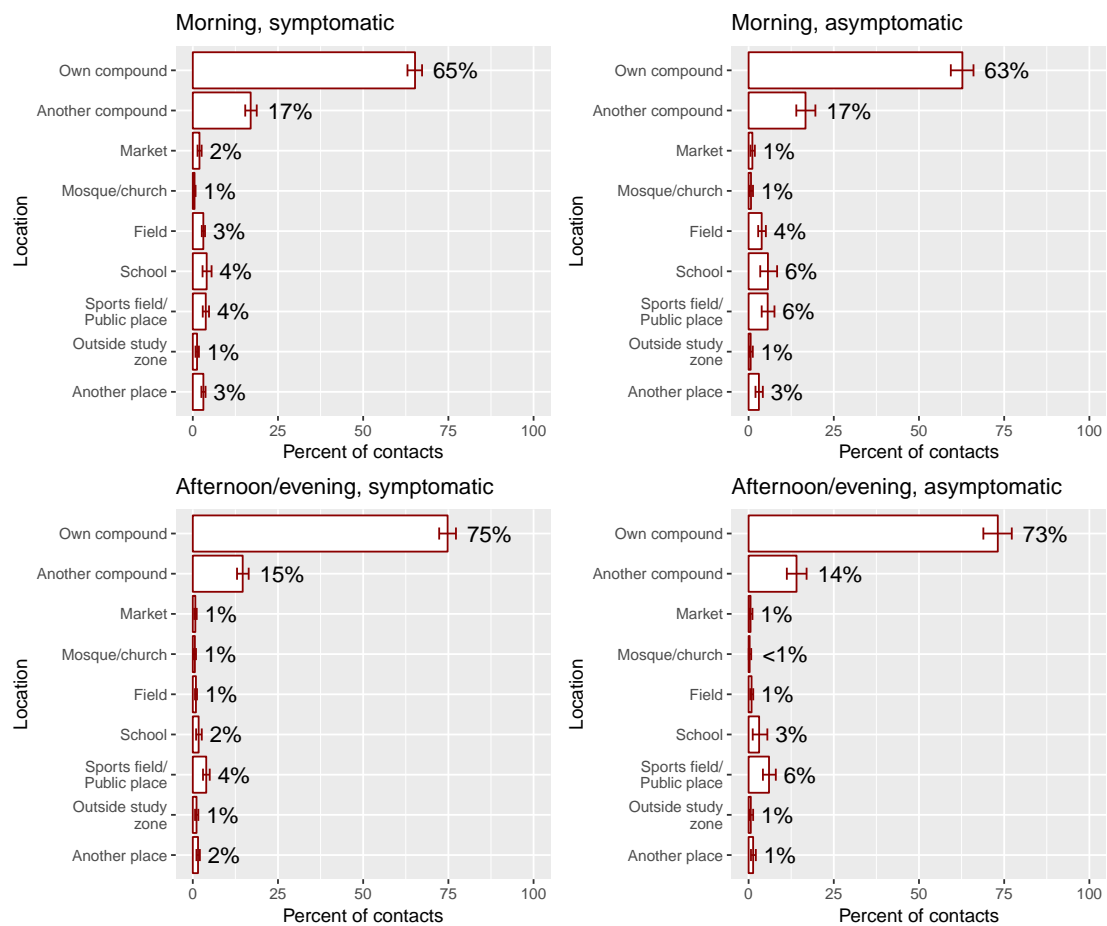 Morning, symptomatic
Location
Own compound 65%
Another compound 17%
Market 2%
Mosque/church 1%
Field 3%
School 4%
Sports field/
Public place 4%
Outside study
zone 1%
Another place 3%
0 25 50 75 100
Percent of contacts
Morning, asymptomatic
Location
Own compound 63%
Another compound 17%
Market 1%
Mosque/church 1%
Field 4%
School 6%
Sports field/
Public place 6%
Outside study
zone 1%
Another place 3%
0 25 50 75 100
Percent of contacts
Afternoon/evening, symptomatic
Location
Own compound 75%
Another compound 15%
Market 1%
Mosque/church 1%
Field 1%
School 2%
Sports field/
Public place 4%
Outside study
zone 1%
Another place 2%
0 25 50 75 100
Percent of contacts
Afternoon/evening, asymptomatic
Location
Own compound 73%
Another compound 14%
Market 1%
Mosque/church <1%
Field 1%
School 3%
Sports field/
Public place 6%
Outside study
zone 1%
Another place 1%
0 25 50 75 100
Percent of contacts